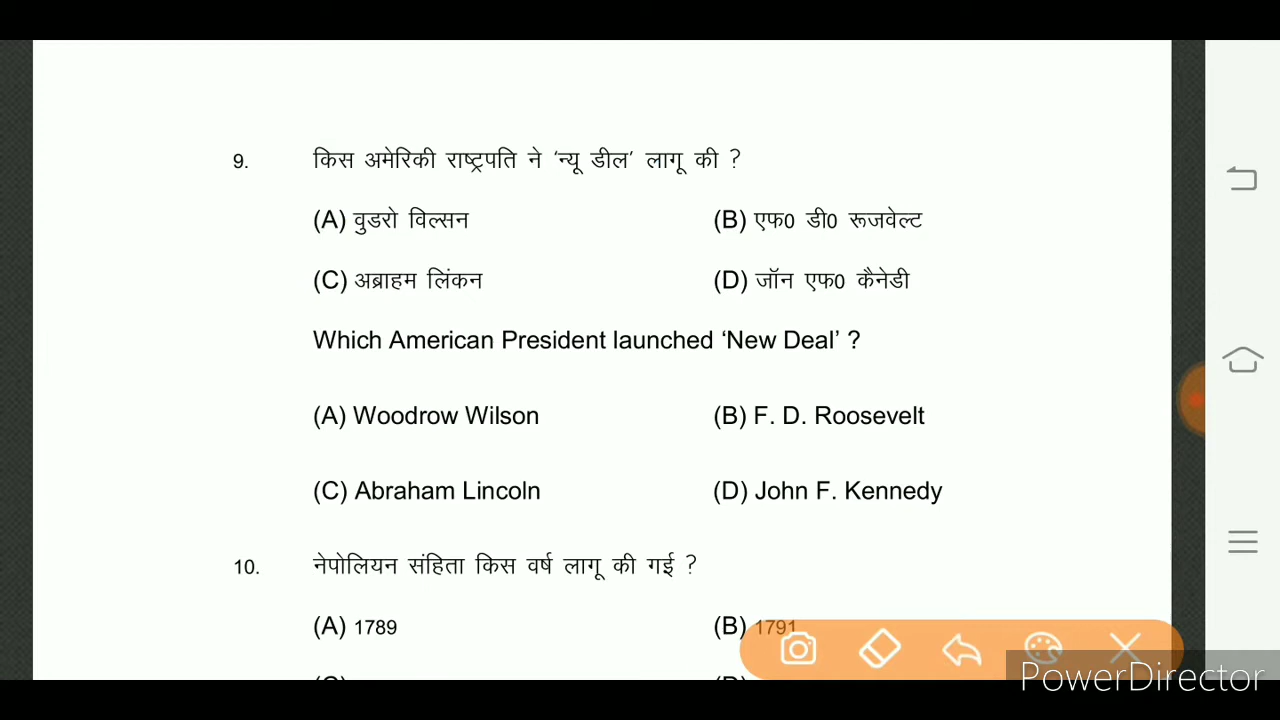 9. किस अमेरिकी राष्ट्रपति ने ‘न्यू डील’ लागू की ?
(A) वुडरो विल्सन (B) एफ0 डी0 रूजवेल्ट
(C) अब्राहम लिंकन (D) जॉन एफ0 कैनेडी
Which American President launched ‘New Deal’ ?
(A) Woodrow Wilson (B) F. D. Roosevelt
(C) Abraham Lincoln (D) John F. Kennedy
10. नेपोलियन संहिता किस वर्ष लागू की गई ?
(A) 1789 (B) 1791
PowerDirector